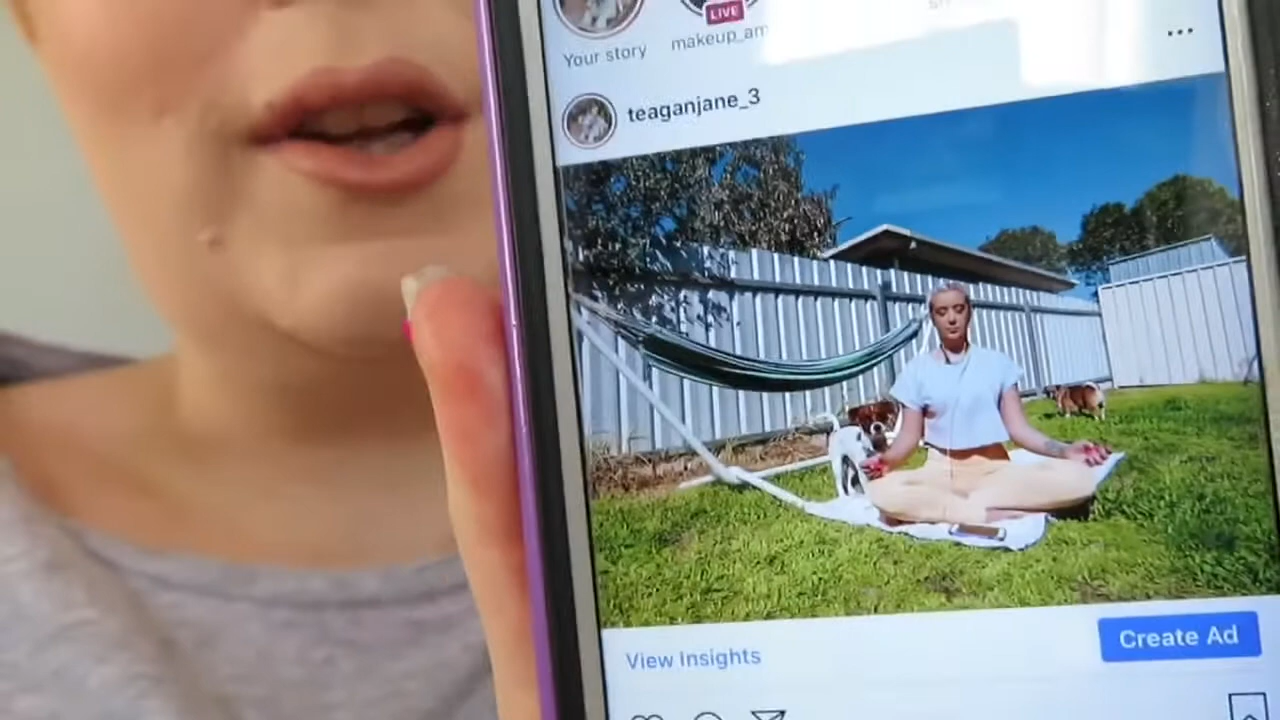 LIVE
Your story
makeup_am
teaganjane_3
View Insights
Create Ad